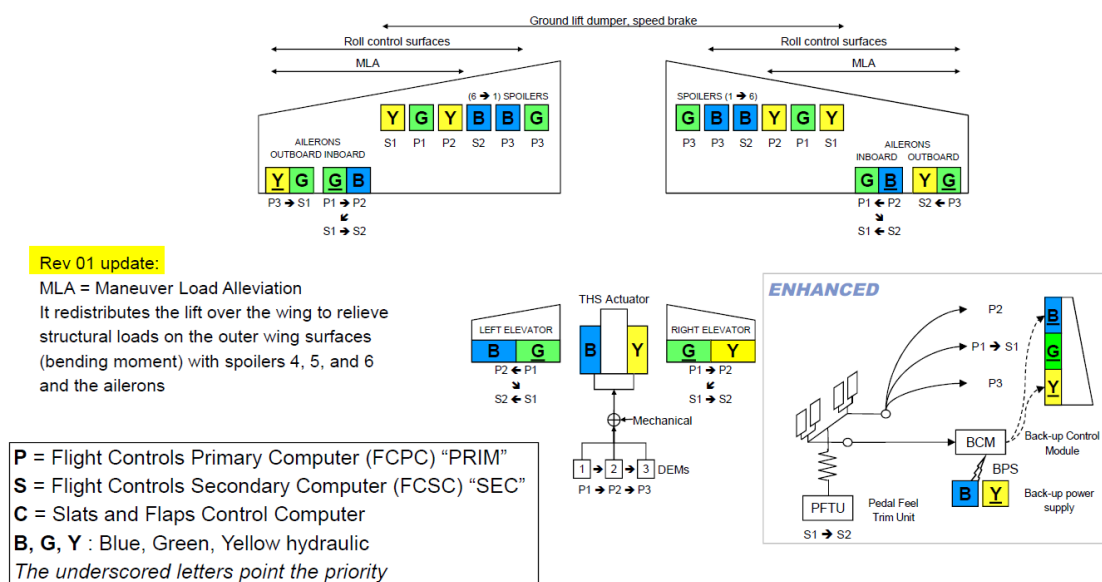 Ground lift dumper, speed brake
Roll control surfaces
Roll control surfaces
MLA
MLA
(6 → 1) SPOILERS
Y G Y B B G
S1 P1 P2 S2 P3 P3
AILERONS
OUTBOARD INBOARD
Y G G B
P3 → S1 P1 → P2
S1 → S2
SPOILERS (1 → 6)
G B B Y G Y
P3 P3 S2 P2 P1 S1
AILERONS
INBOARD OUTBOARD
G B Y G
P1 ← P2 S2 ← P3
S1 ← S2
Rev 01 update:
MLA = Maneuver Load Alleviation
It redistributes the lift over the wing to relieve
structural loads on the outer wing surfaces
(bending moment) with spoilers 4, 5, and 6
and the ailerons
THS Actuator
LEFT ELEVATOR
B G
P2 ← P1
S2 ← S1
B Y
RIGHT ELEVATOR
G Y
P1 → P2
S1 → S2
Mechanical
1 → 2 → 3 DEMs
P1 → P2 → P3
ENHANCED
P2
P1 → S1
P3
B
G
Y
BCM
Back-up Control
Module
BPS
B Y
Back-up power
supply
PFTU
Pedal Feel
Trim Unit
S1 → S2
P = Flight Controls Primary Computer (FCPC) “PRIM”
S = Flight Controls Secondary Computer (FCSC) “SEC”
C = Slats and Flaps Control Computer
B, G, Y : Blue, Green, Yellow hydraulic
The underscored letters point the priority